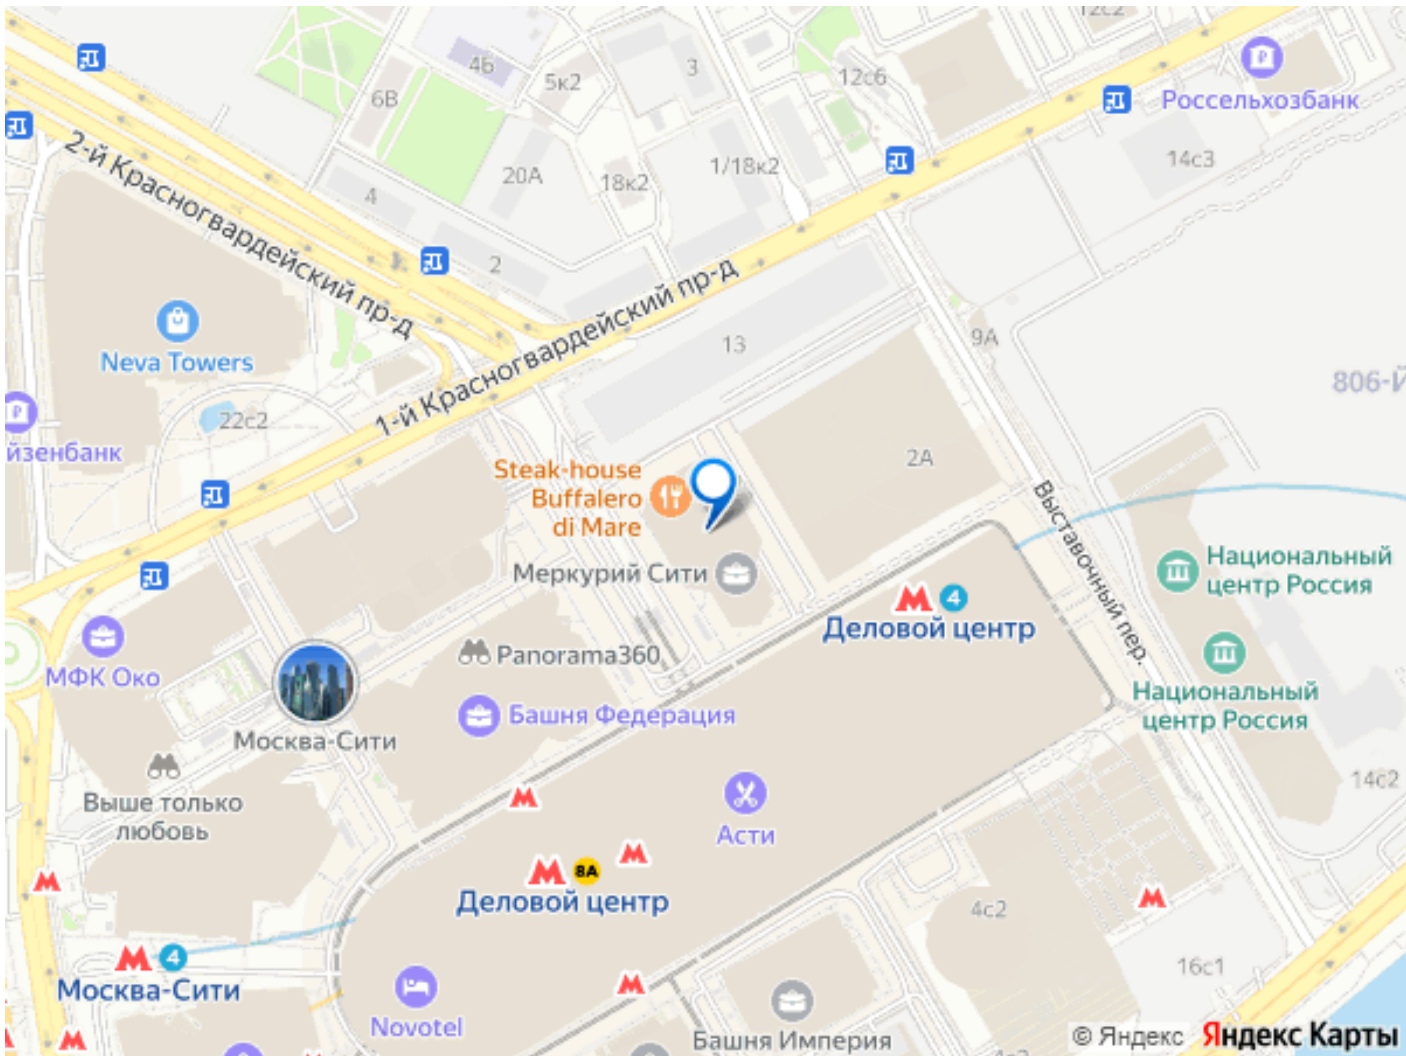 12с2
4Б
5к2
3
12с6
6В
Россельхозбанк
2-й Красногвардейский пр-д
20А
18к2
1/18к2
14с3
4
2
1-й Красногвардейский пр-д
Neva Towers
13
9А
806-Й
22с2
йзенбанк
Steak-house
Buffalero
di Mare
2А
Выставочный пер.
Меркурий Сити
Национальный
центр Россия
4
Деловой центр
МФК Око
Panorama360
Башня Федерация
Национальный
центр Россия
Москва-Сити
Выше только
любовь
Асти
14с2
8А
Деловой центр
4с2
4
Москва-Сити
16с1
Novotel
Башня Империя
© Яндекс Яндекс Карты